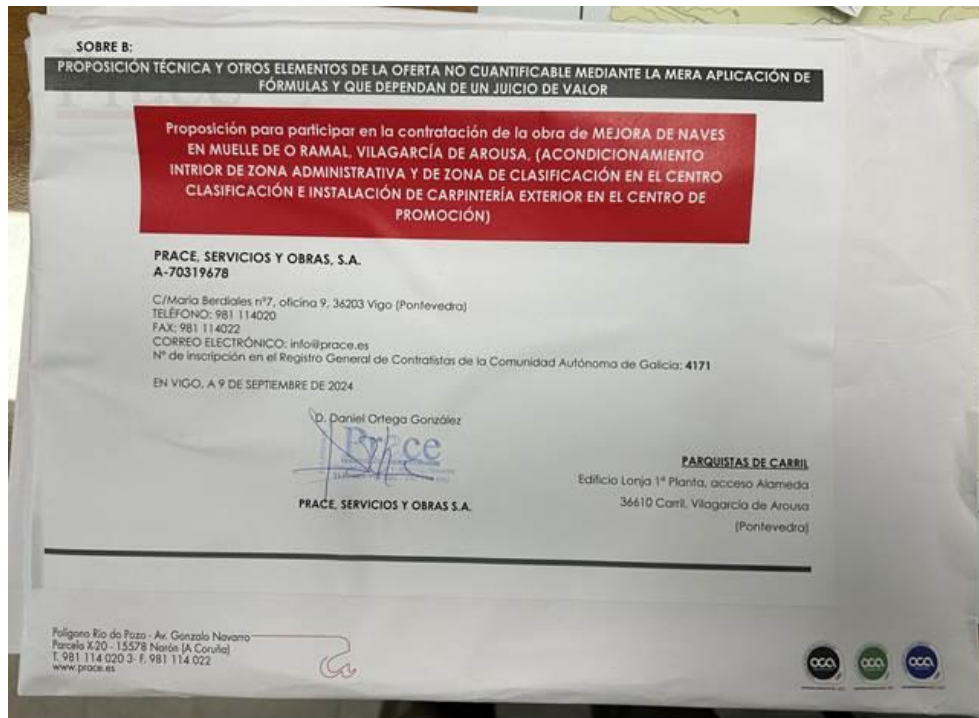 SOBRE B:
PROPOSICIÓN TÉCNICA Y OTROS ELEMENTOS DE LA OFERTA NO CUANTIFICABLE MEDIANTE LA MERA APLICACIÓN DE
FÓRMULAS Y QUE DEPENDAN DE UN JUICIO DE VALOR
Proposición para participar en la contratación de la obra de MEJORA DE NAVES
EN MUELLE DE O RAMAL, VILAGARCÍA DE AROUSA, (ACONDICIONAMIENTO
INTRIOR DE ZONA ADMINISTRATIVA Y DE ZONA DE CLASIFICACIÓN EN EL CENTRO
CLASIFICACIÓN E INSTALACIÓN DE CARPINTERÍA EXTERIOR EN EL CENTRO DE
PROMOCIÓN)
PRACE, SERVICIOS Y OBRAS, S.A.
A-70319678
C/María Berdiales nº7, oficina 9, 36203 Vigo (Pontevedra)
TELÉFONO: 981 114020
FAX: 981 114022
CORREO ELECTRÓNICO: info@prace.es
Nº de inscripción en el Registro General de Contratistas de la Comunidad Autónoma de Galicia: 4171
EN VIGO, A 9 DE SEPTIEMBRE DE 2024
D. Daniel Ortega González
Prace
PRACE, SERVICIOS Y OBRAS S.A.
PARQUISTAS DE CARRIL
Edificio Lonja 1ª Planta, acceso Alameda
36610 Carril, Vilagarcía de Arousa
(Pontevedra)
Polígono Río do Pozo - Av. Gonzalo Navarro
Parcela X-20 - 15578 Narón (A Coruña)
T. 981 114 020 3- F. 981 114 022
www.prace.es
oca oca oca